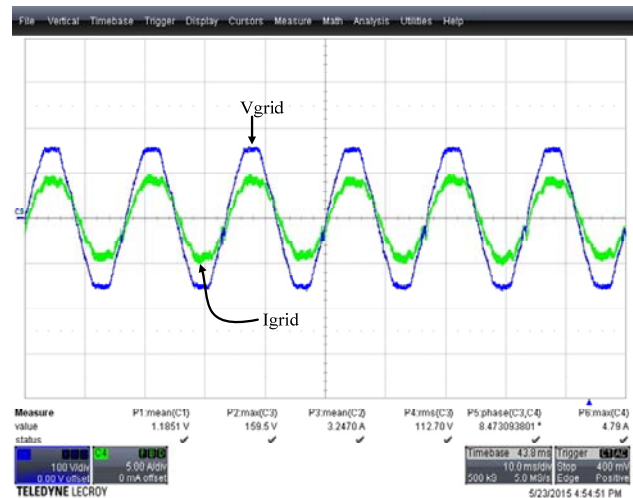 File Vertical Timebase Trigger Display Cursors Measure Math Analysis Utilities Help
Vgrid
C3
Igrid
Measure P1:mean(C1) P2:max(C3) P3:mean(C2) P4:rms(C3) P5:phase(C3,C4) P6:max(C4)
value 1.1851 V 159.5 V 3.2470 A 112.70 V 8.473093801 ° 4.79 A
status
C4 Timebase 43.8 ms Trigger C1 AC
100 V/div 5.00 A/div 10.0 ms/div Stop 400 mV
0.00 V offset 0 mA offset 500 kS 5.0 MS/s Edge Positive
TELEDYNE LECROY 5/23/2015 4:54:51 PM